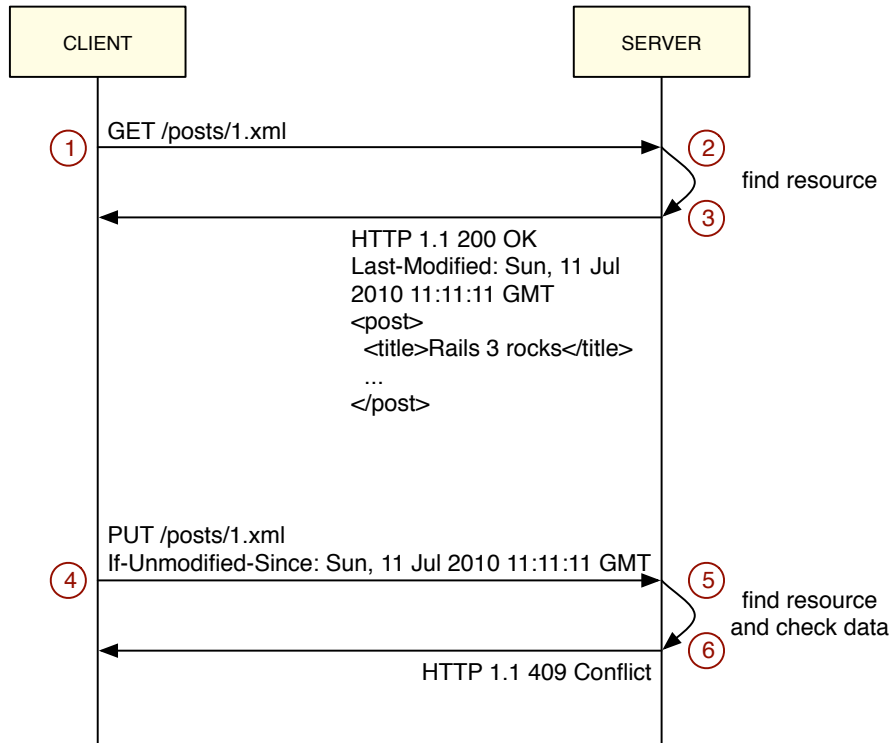 CLIENT
SERVER
GET /posts/1.xml
1
2
find resource
3
HTTP 1.1 200 OK
Last-Modified: Sun, 11 Jul
2010 11:11:11 GMT
<post>
<title>Rails 3 rocks</title>
...
</post>
PUT /posts/1.xml
If-Unmodified-Since: Sun, 11 Jul 2010 11:11:11 GMT
4
5
find resource
and check data
6
HTTP 1.1 409 Conflict